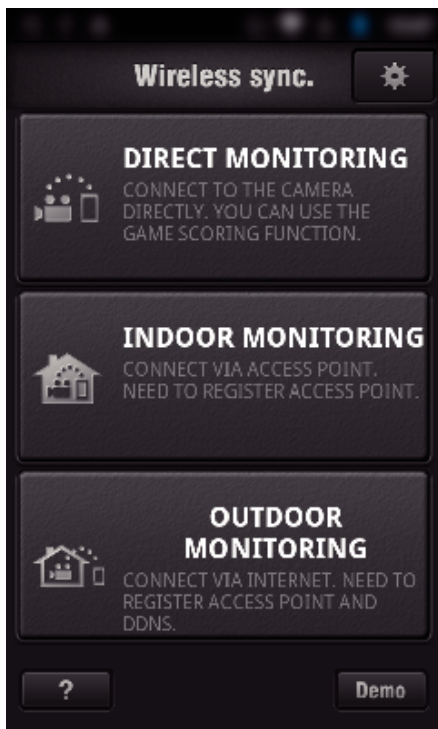 Wireless sync.
DIRECT MONITORING
CONNECT TO THE CAMERA
DIRECTLY. YOU CAN USE THE
GAME SCORING FUNCTION.
INDOOR MONITORING
CONNECT VIA ACCESS POINT.
NEED TO REGISTER ACCESS POINT.
OUTDOOR
MONITORING
CONNECT VIA INTERNET. NEED TO
REGISTER ACCESS POINT AND
DDNS.
?
Demo